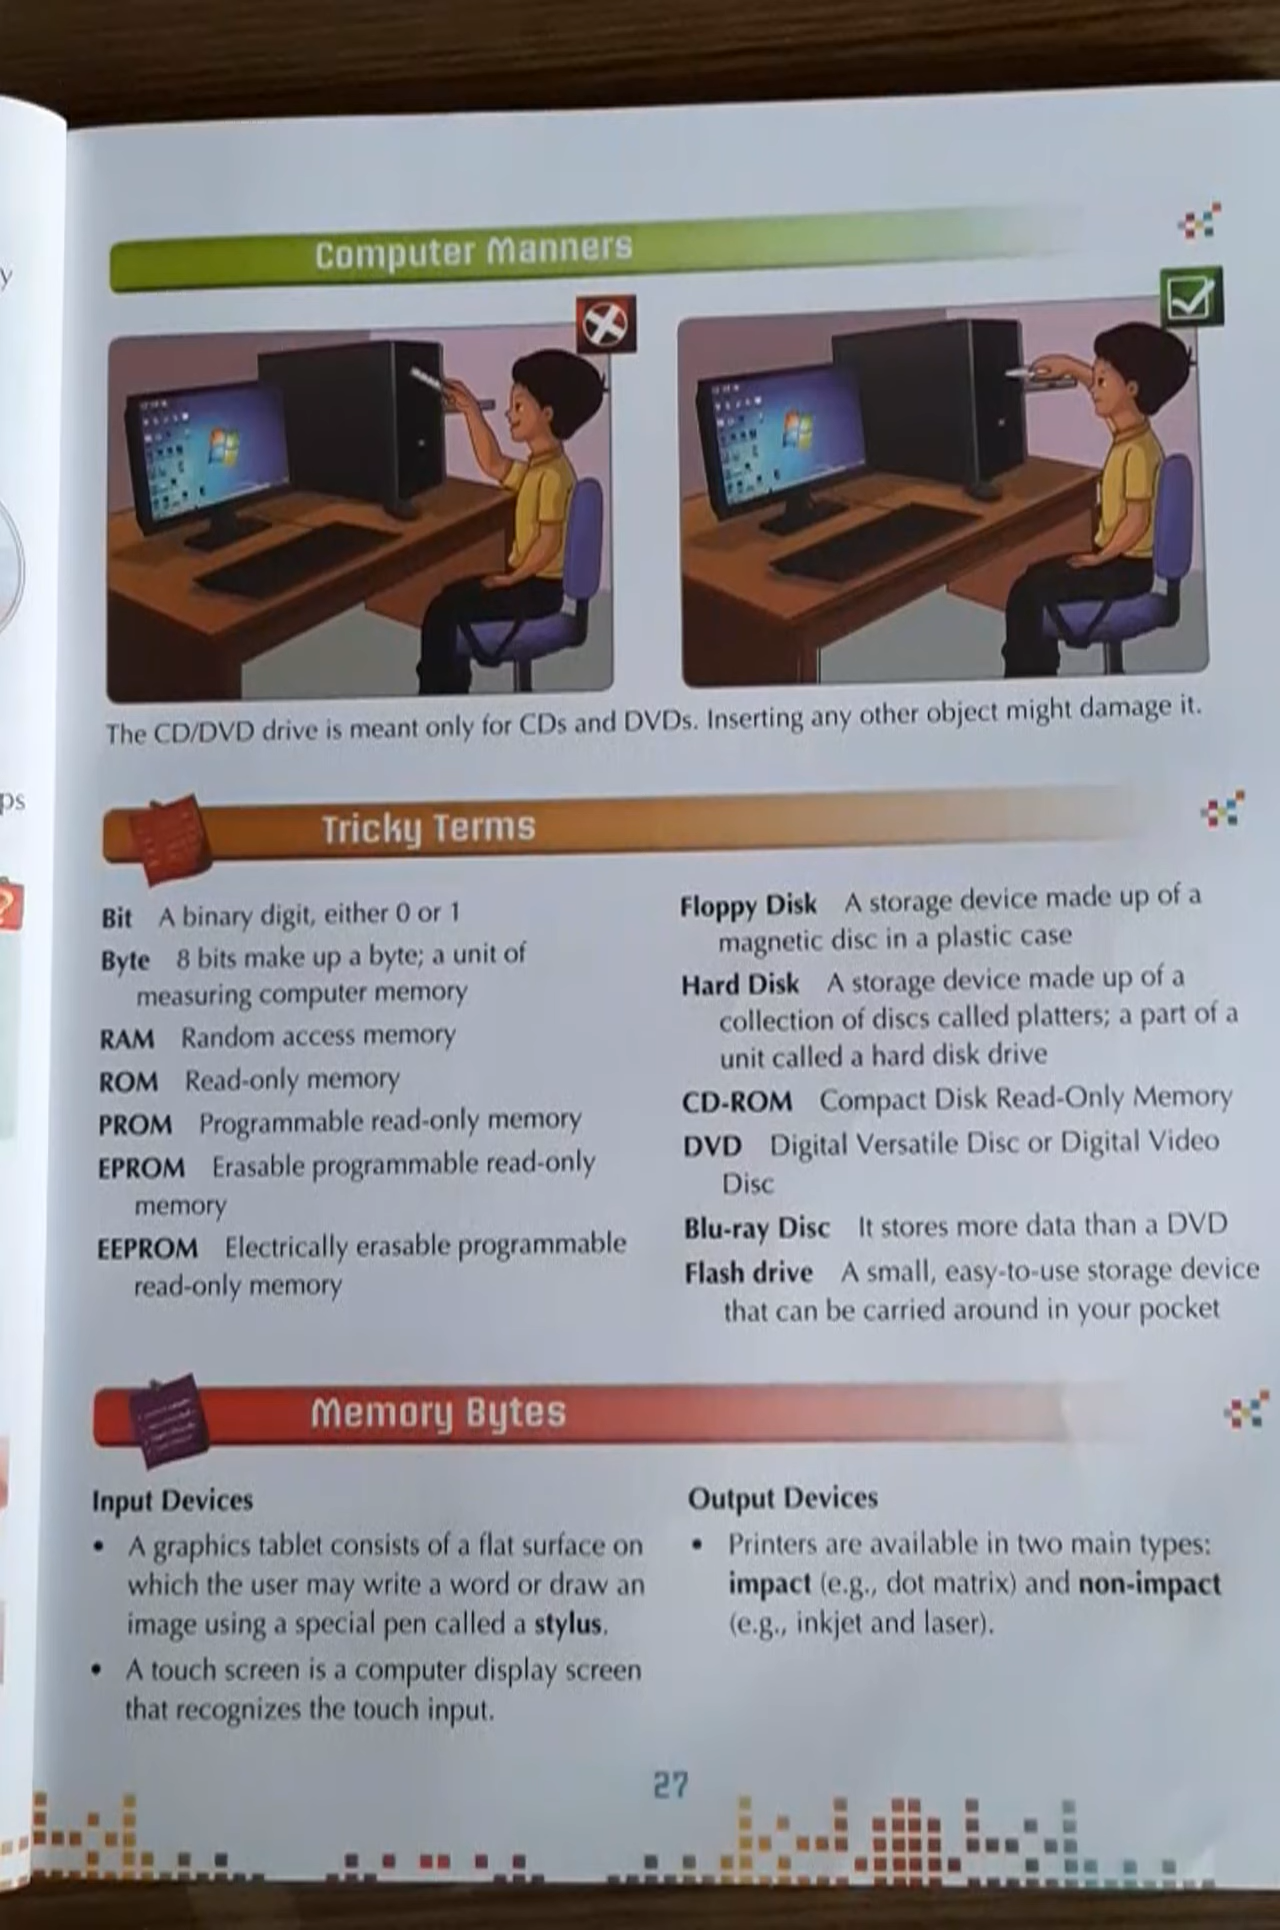 y
ps
?
Computer Manners
The CD/DVD drive is meant only for CDs and DVDs. Inserting any other object might damage it.
Tricky Terms
Bit A binary digit, either 0 or 1
Byte 8 bits make up a byte; a unit of
measuring computer memory
RAM Random access memory
ROM Read-only memory
PROM Programmable read-only memory
EPROM Erasable programmable read-only
memory
EEPROM Electrically erasable programmable
read-only memory
Floppy Disk A storage device made up of a
magnetic disc in a plastic case
Hard Disk A storage device made up of a
collection of discs called platters; a part of a
unit called a hard disk drive
CD-ROM Compact Disk Read-Only Memory
DVD Digital Versatile Disc or Digital Video
Disc
Blu-ray Disc It stores more data than a DVD
Flash drive A small, easy-to-use storage device
that can be carried around in your pocket
Memory Bytes
Input Devices
• A graphics tablet consists of a flat surface on
which the user may write a word or draw an
image using a special pen called a stylus.
• A touch screen is a computer display screen
that recognizes the touch input.
Output Devices
• Printers are available in two main types:
impact (e.g., dot matrix) and non-impact
(e.g., inkjet and laser).
27